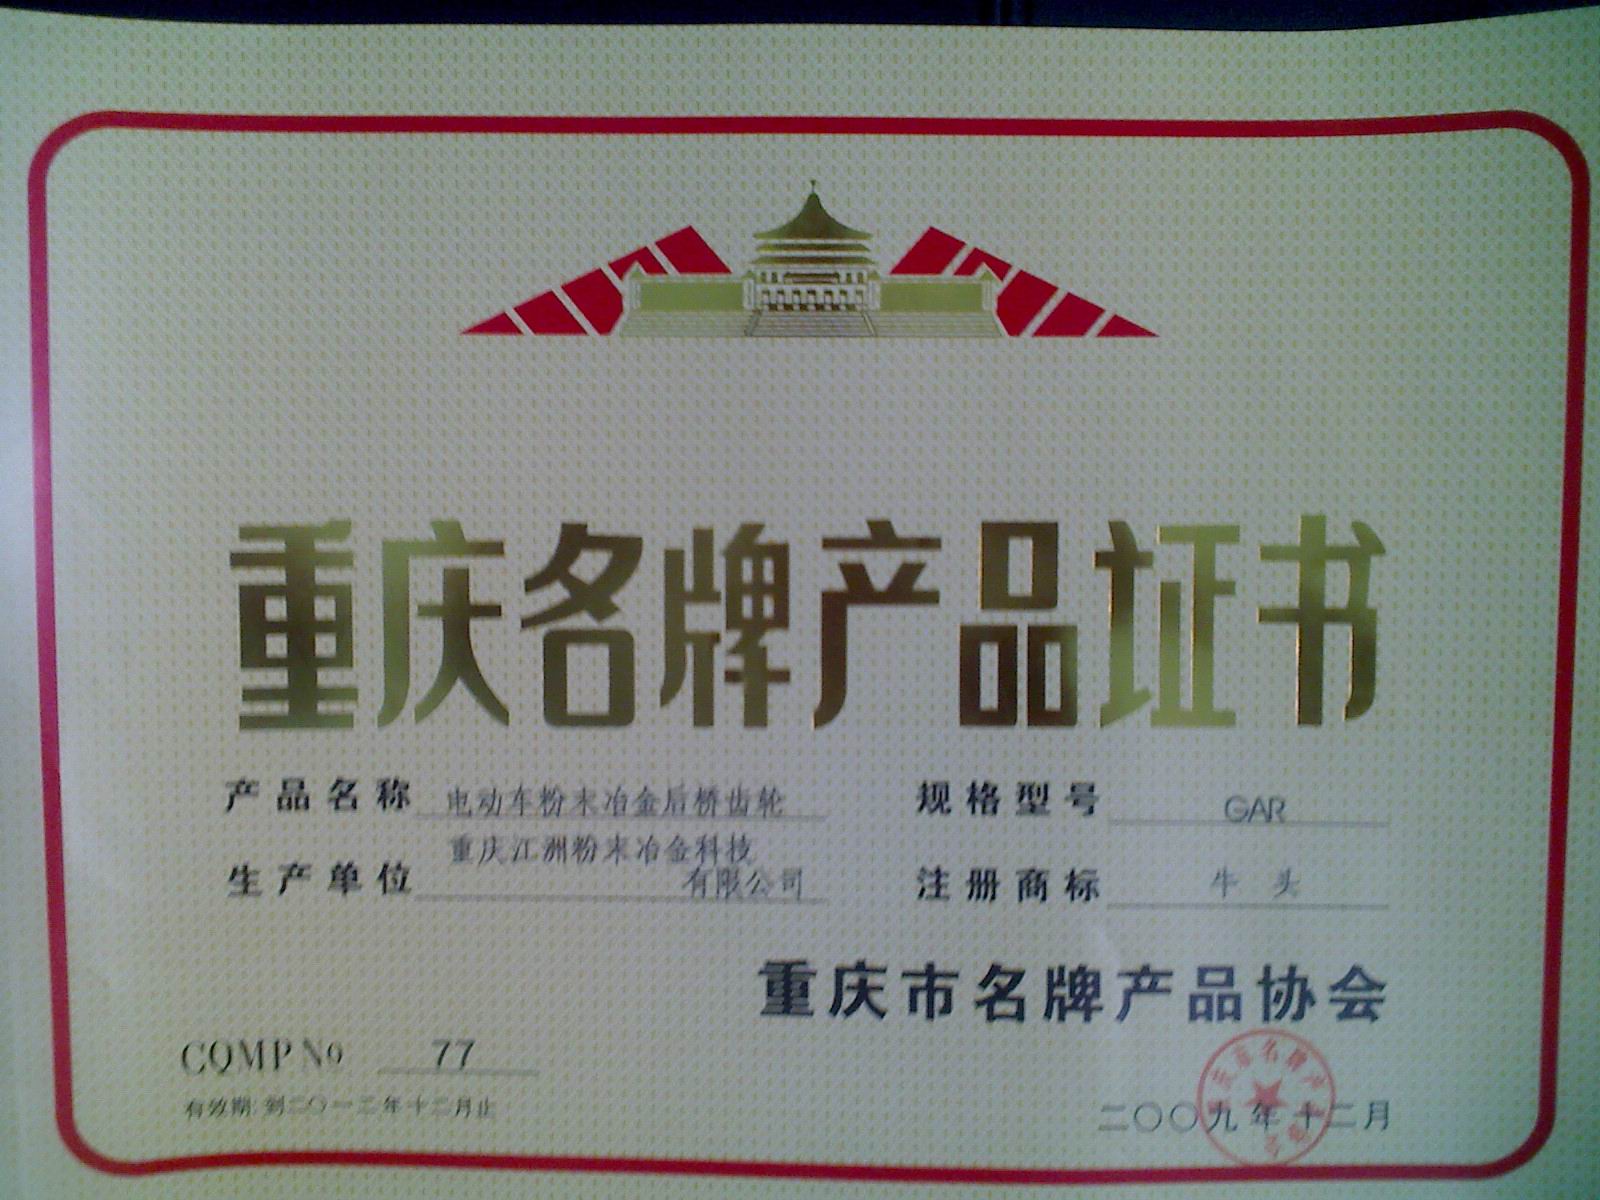 重庆名牌产品证书
产品名称 电动车粉末冶金后桥齿轮 规格型号 GAR
重庆江洲粉末冶金科技
生产单位 有限公司 注册商标 牛头
重庆市名牌产品协会
CQMP No 77
有效期:到二〇一二年十二月止
二〇〇九年十二月